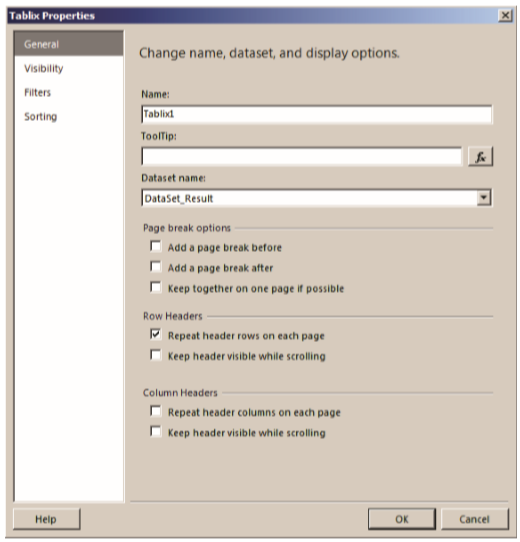 Tablix Properties
General
Visibility
Filters
Sorting
Change name, dataset, and display options.
Name:
Tablix1
ToolTip:
fx
Dataset name:
DataSet_Result
Page break options
Add a page break before
Add a page break after
Keep together on one page if possible
Row Headers
Repeat header rows on each page
Keep header visible while scrolling
Column Headers
Repeat header columns on each page
Keep header visible while scrolling
Help
OK
Cancel